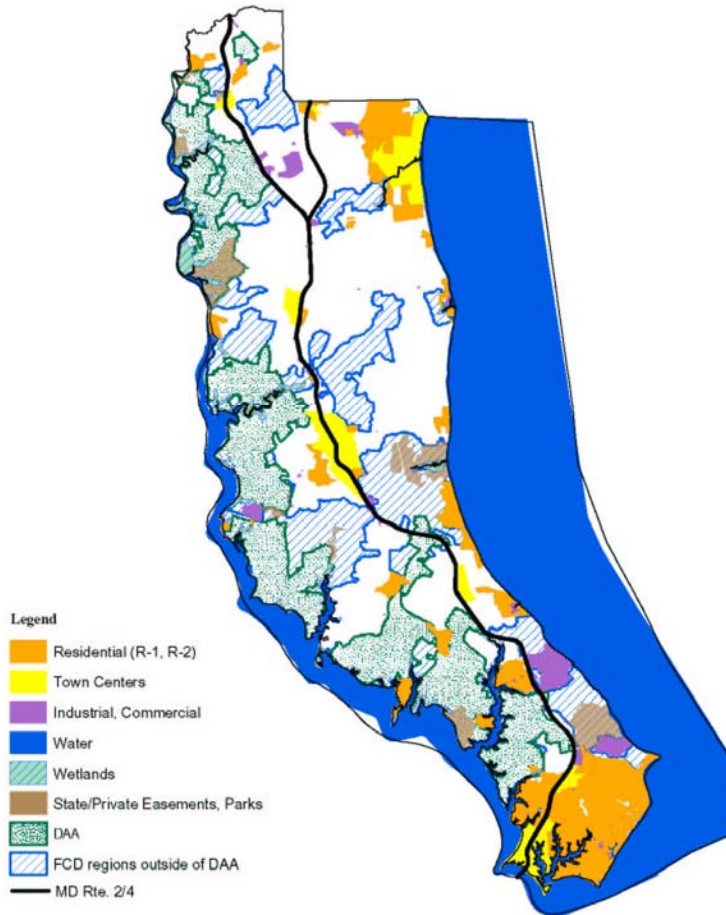 Legend
Residential (R-1, R-2)
Town Centers
Industrial, Commercial
Water
Wetlands
State/Private Easements, Parks
DAA
FCD regions outside of DAA
MD Rte. 2/4